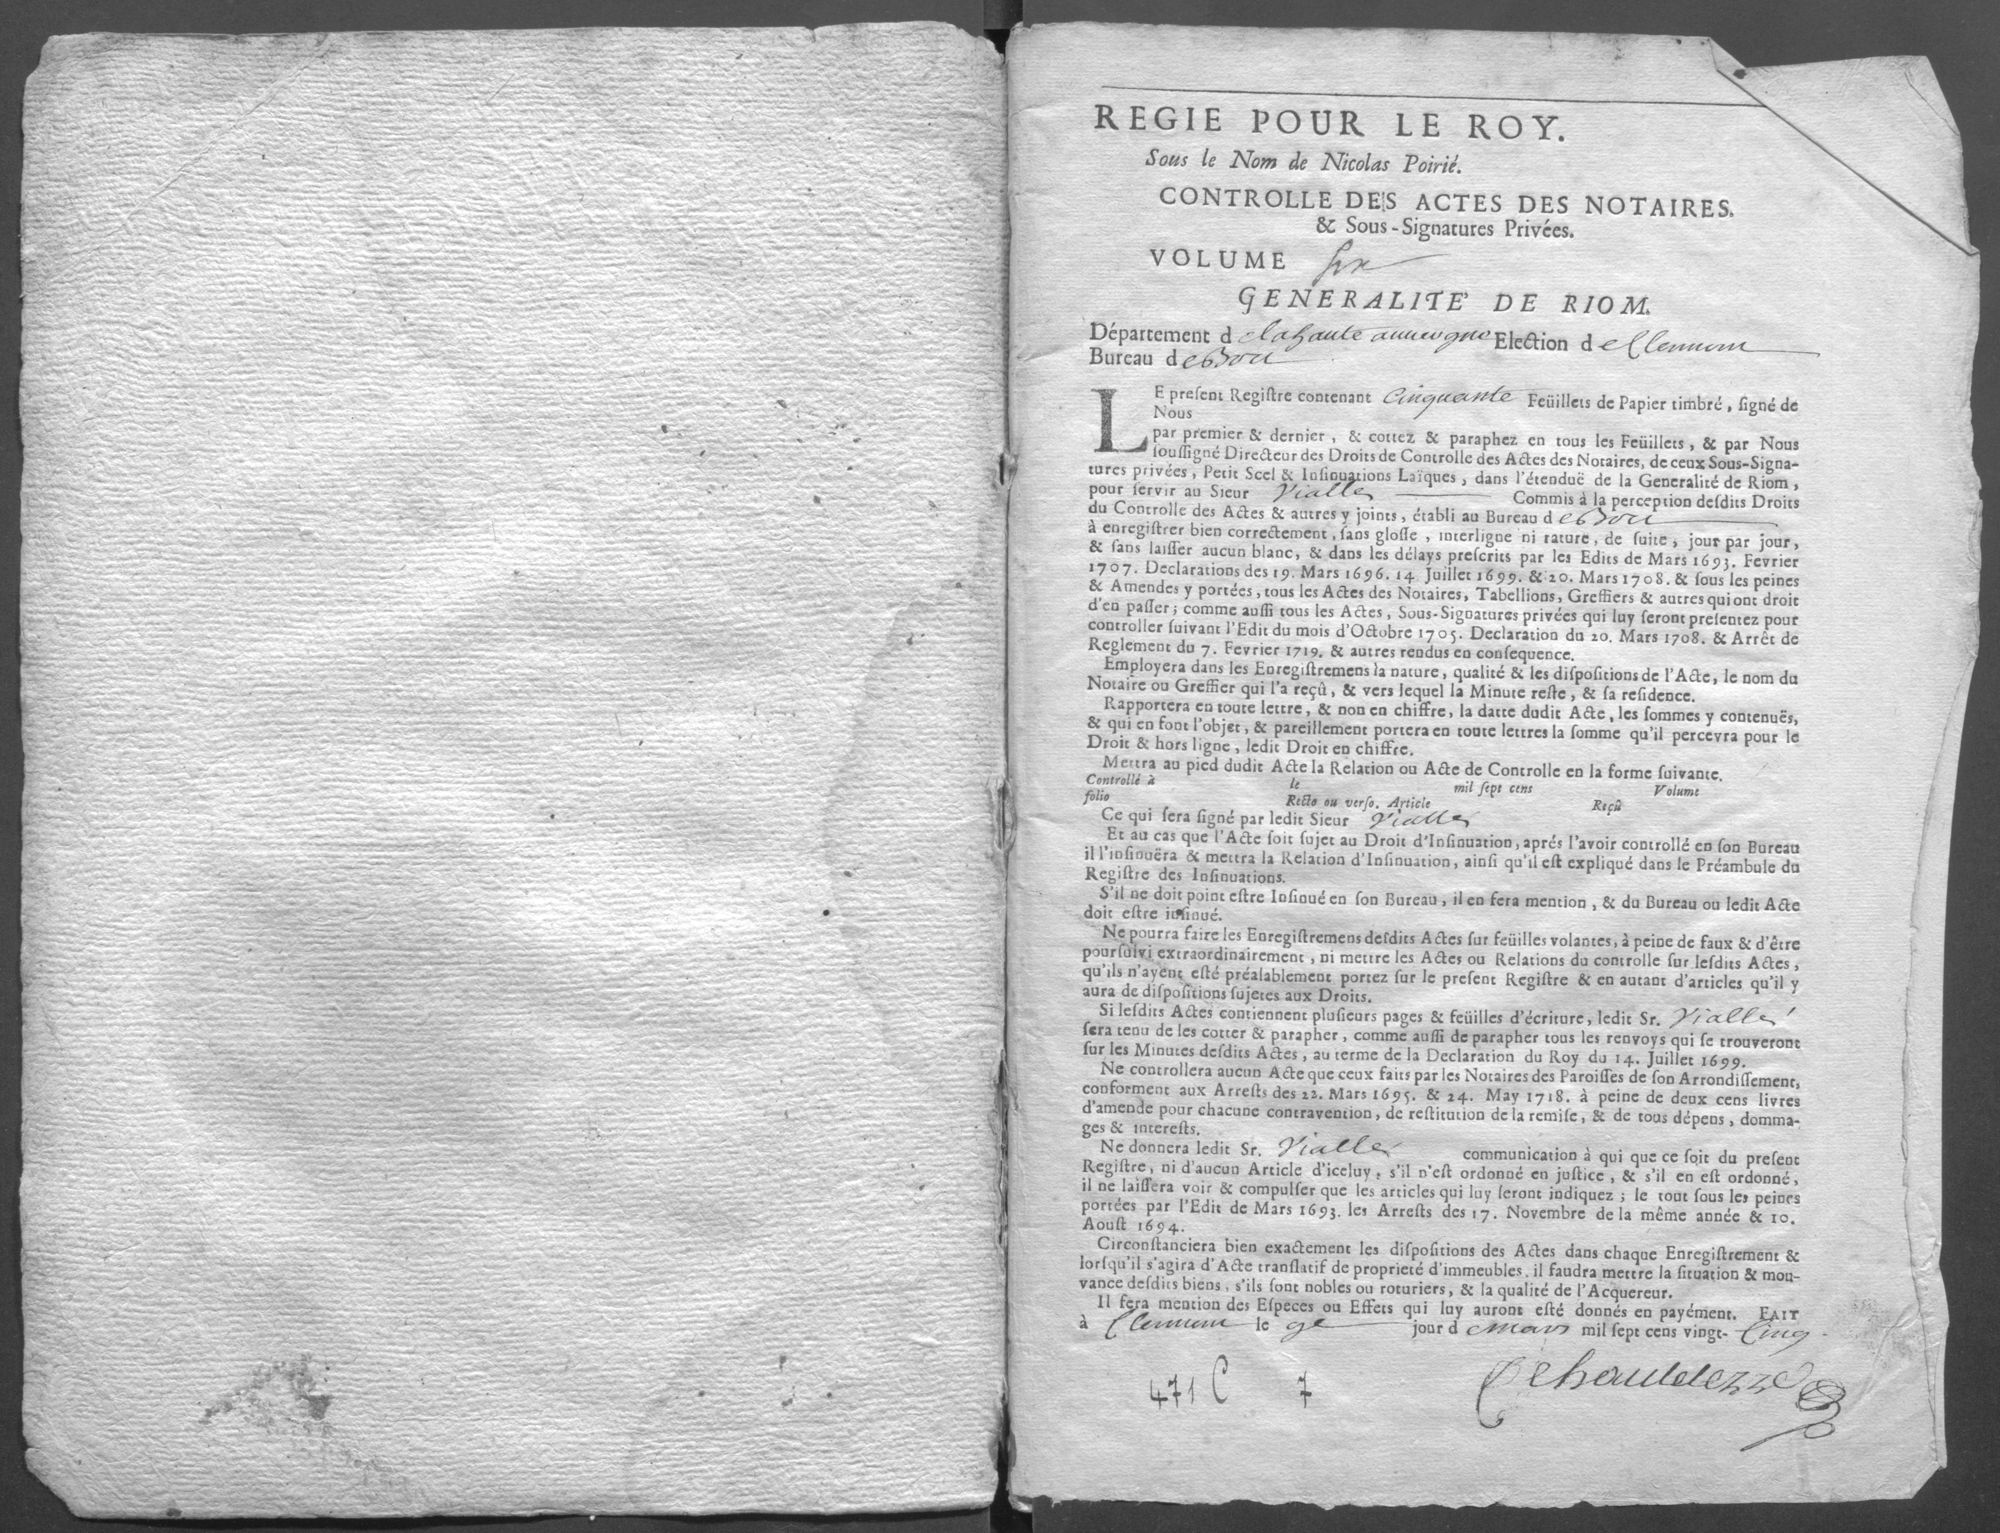 REGIE POUR LE ROY.
Sous le Nom de Nicolas Poirié.
CONTROLLE DES ACTES DES NOTAIRES,
& Sous-Signatures Privées.
VOLUME six
GENERALITE' DE RIOM.
Département d elahaute auuergne Election d eClermont
Bureau d eBort
LE preſent Regiſtre contenant Cinquante Feüillets de Papier timbré, ſigné de
Nous
par premier & dernier, & cottez & paraphez en tous les Feüillets, & par Nous
ſouſſigné Directeur des Droits de Controlle des Actes des Notaires, de ceux Sous-Signa-
tures privées, Petit Scel & Inſinuations Laïques, dans l'étenduë de la Generalité de Riom,
pour ſervir au Sieur Vialle Commis à la perception deſdits Droits
du Controlle des Actes & autres y joints, établi au Bureau d eBort
à enregiſtrer bien correctement, ſans gloſſe, interligne ni rature, de ſuite, jour par jour,
& ſans laiſſer aucun blanc, & dans les délays preſcrits par les Edits de Mars 1693. Fevrier
1707. Declarations des 19. Mars 1696. 14. Juillet 1699. & 20. Mars 1708. & ſous les peines
& Amendes y portées, tous les Actes des Notaires, Tabellions, Greffiers & autres qui ont droit
d'en paſſer; comme auſſi tous les Actes, Sous-Signatures privées qui luy ſeront preſentez pour
controller ſuivant l'Edit du mois d'Octobre 1705. Declaration du 20. Mars 1708. & Arrêt de
Reglement du 7. Fevrier 1719. & autres rendus en conſequence.
Employera dans les Enregiſtremens la nature, qualité & les diſpoſitions de l'Acte, le nom du
Notaire ou Greffier qui l'a reçû, & vers lequel la Minute reſte, & ſa reſidence.
Rapportera en toute lettre, & non en chiffre, la datte dudit Acte, les ſommes y contenuës,
& qui en font l'objet, & pareillement portera en toute lettres la ſomme qu'il percevra pour le
Droit & hors ligne, ledit Droit en chiffre.
Mettra au pied dudit Acte la Relation ou Acte de Controlle en la forme ſuivante.
Controllé à le mil ſept cens Volume
folio Recto ou verſo. Article Reçû
Ce qui ſera ſigné par ledit Sieur Vialle
Et au cas que l'Acte ſoit ſujet au Droit d'Inſinuation, aprés l'avoir controllé en ſon Bureau
il l'inſinuëra & mettra la Relation d'Inſinuation, ainſi qu'il eſt expliqué dans le Préambule du
Regiſtre des Inſinuations.
S'il ne doit point eſtre Inſinué en ſon Bureau, il en fera mention, & du Bureau ou ledit Acte
doit eſtre inſinué.
Ne pourra faire les Enregiſtremens deſdits Actes ſur feüilles volantes, à peine de faux & d'être
pourſuivi extraordinairement, ni mettre les Actes ou Relations du controlle ſur leſdits Actes,
qu'ils n'ayent eſté préalablement portez ſur le preſent Regiſtre & en autant d'articles qu'il y
aura de diſpoſitions ſujetes aux Droits.
Si leſdits Actes contiennent pluſieurs pages & feüilles d'écriture, ledit Sr. Vialle
ſera tenu de les cotter & parapher, comme auſſi de parapher tous les renvoys qui ſe trouveront
ſur les Minutes deſdits Actes, au terme de la Declaration du Roy du 14. Juillet 1699.
Ne controllera aucun Acte que ceux faits par les Notaires des Paroiſſes de ſon Arrondiſſement,
conforment aux Arreſts des 22. Mars 1695. & 24. May 1718. à peine de deux cens livres
d'amende pour chacune contravention, de reſtitution de la remiſe, & de tous dépens, domma-
ges & intereſts.
Ne donnera ledit Sr. Vialle communication à qui que ce ſoit du preſent
Regiſtre, ni d'aucun Article d'iceluy, s'il n'eſt ordonné en juſtice, & s'il en eſt ordonné,
il ne laiſſera voir & compulſer que les articles qui luy ſeront indiquez; le tout ſous les peines
portées par l'Edit de Mars 1693. les Arreſts des 17. Novembre de la même année & 10.
Aouſt 1694.
Circonſtanciera bien exactement les diſpoſitions des Actes dans chaque Enregiſtrement &
lorſqu'il s'agira d'Acte tranſlatif de proprieté d'immeubles, il faudra mettre la ſituation & mou-
vance deſdits biens, s'ils ſont nobles ou roturiers, & la qualité de l'Acquereur.
Il fera mention des Eſpeces ou Effets qui luy auront eſté donnés en payément. FAIT
à Clermont le 9e jour d emars mil ſept cens vingt- Cinq
471 C 7